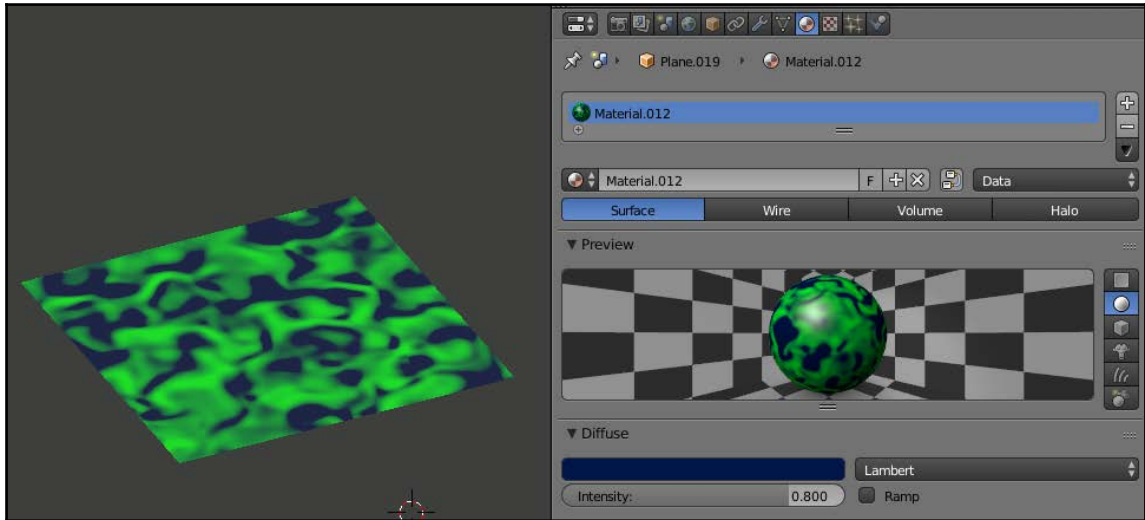 Plane.019 Material.012
Material.012
Material.012 F Data
Surface Wire Volume Halo
Preview
Diffuse
Lambert
Intensity: 0.800 Ramp